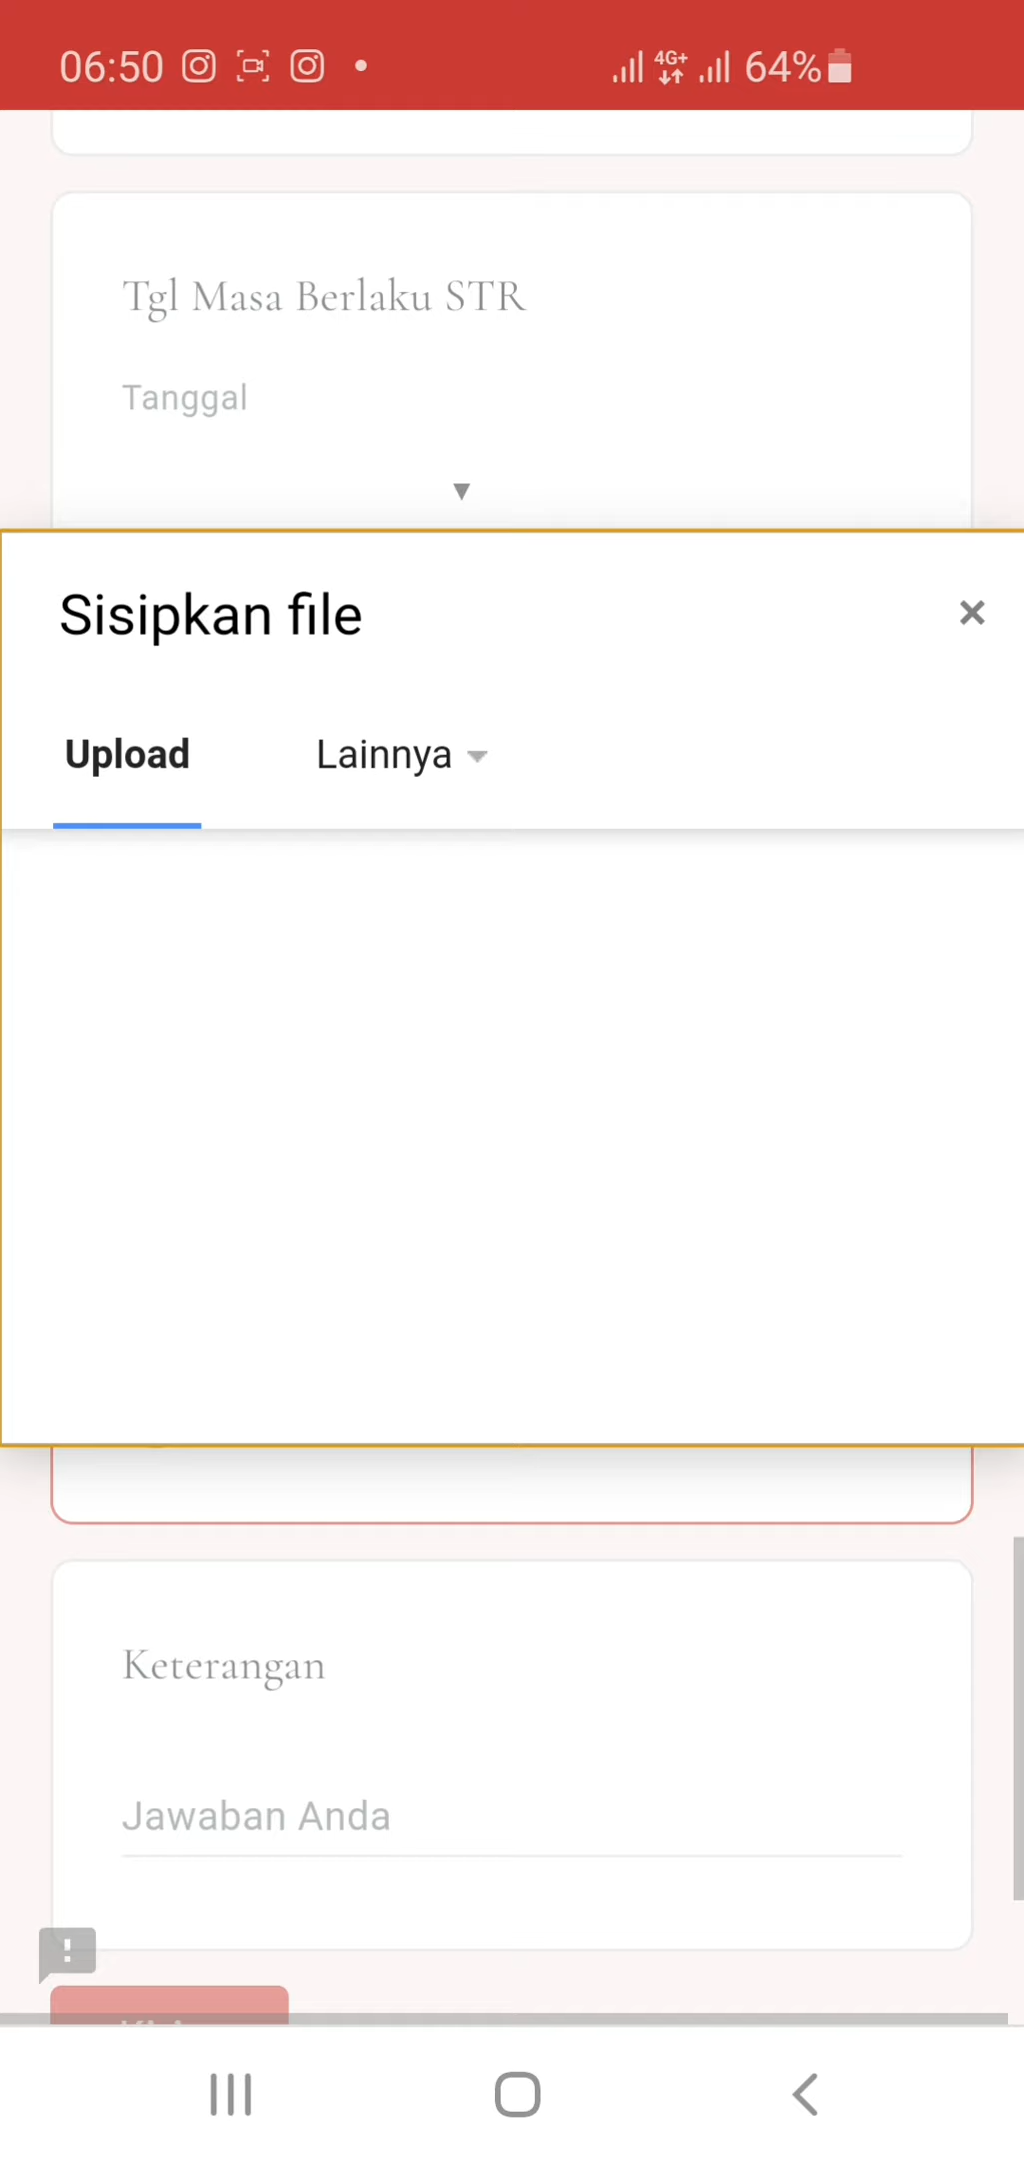 06:50 4G+ 64%
Tgl Masa Berlaku STR
Tanggal
Sisipkan file
Upload Lainnya
Keterangan
Jawaban Anda